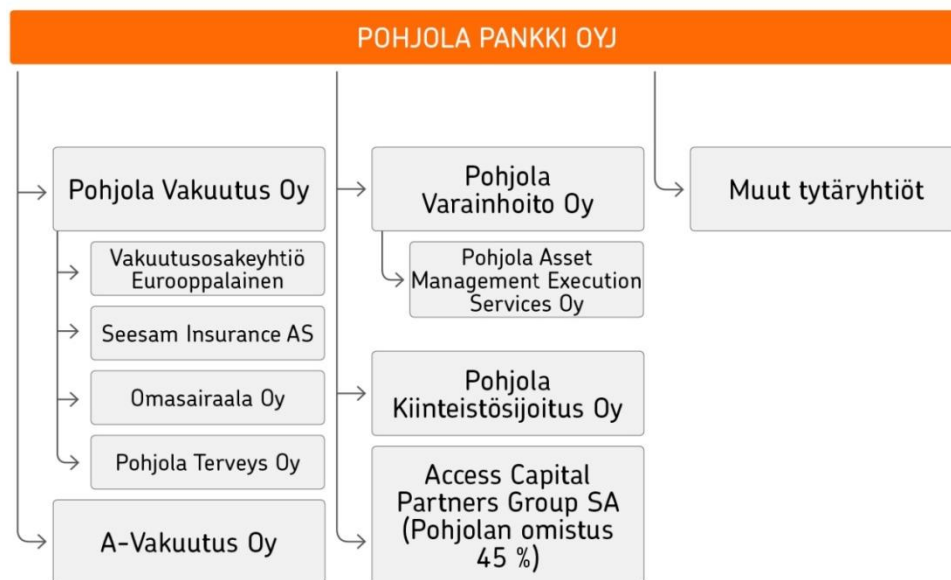 POHJOLA PANKKI OYJ
Pohjola Vakuutus Oy
Vakuutusosakeyhtiö
Eurooppalainen
Seesam Insurance AS
Omasairaala Oy
Pohjola Terveys Oy
A-Vakuutus Oy
Pohjola
Varainhoito Oy
Pohjola Asset
Management Execution
Services Oy
Pohjola
Kiinteistösijoitus Oy
Access Capital
Partners Group SA
(Pohjolan omistus
45 %)
Muut tytäryhtiöt